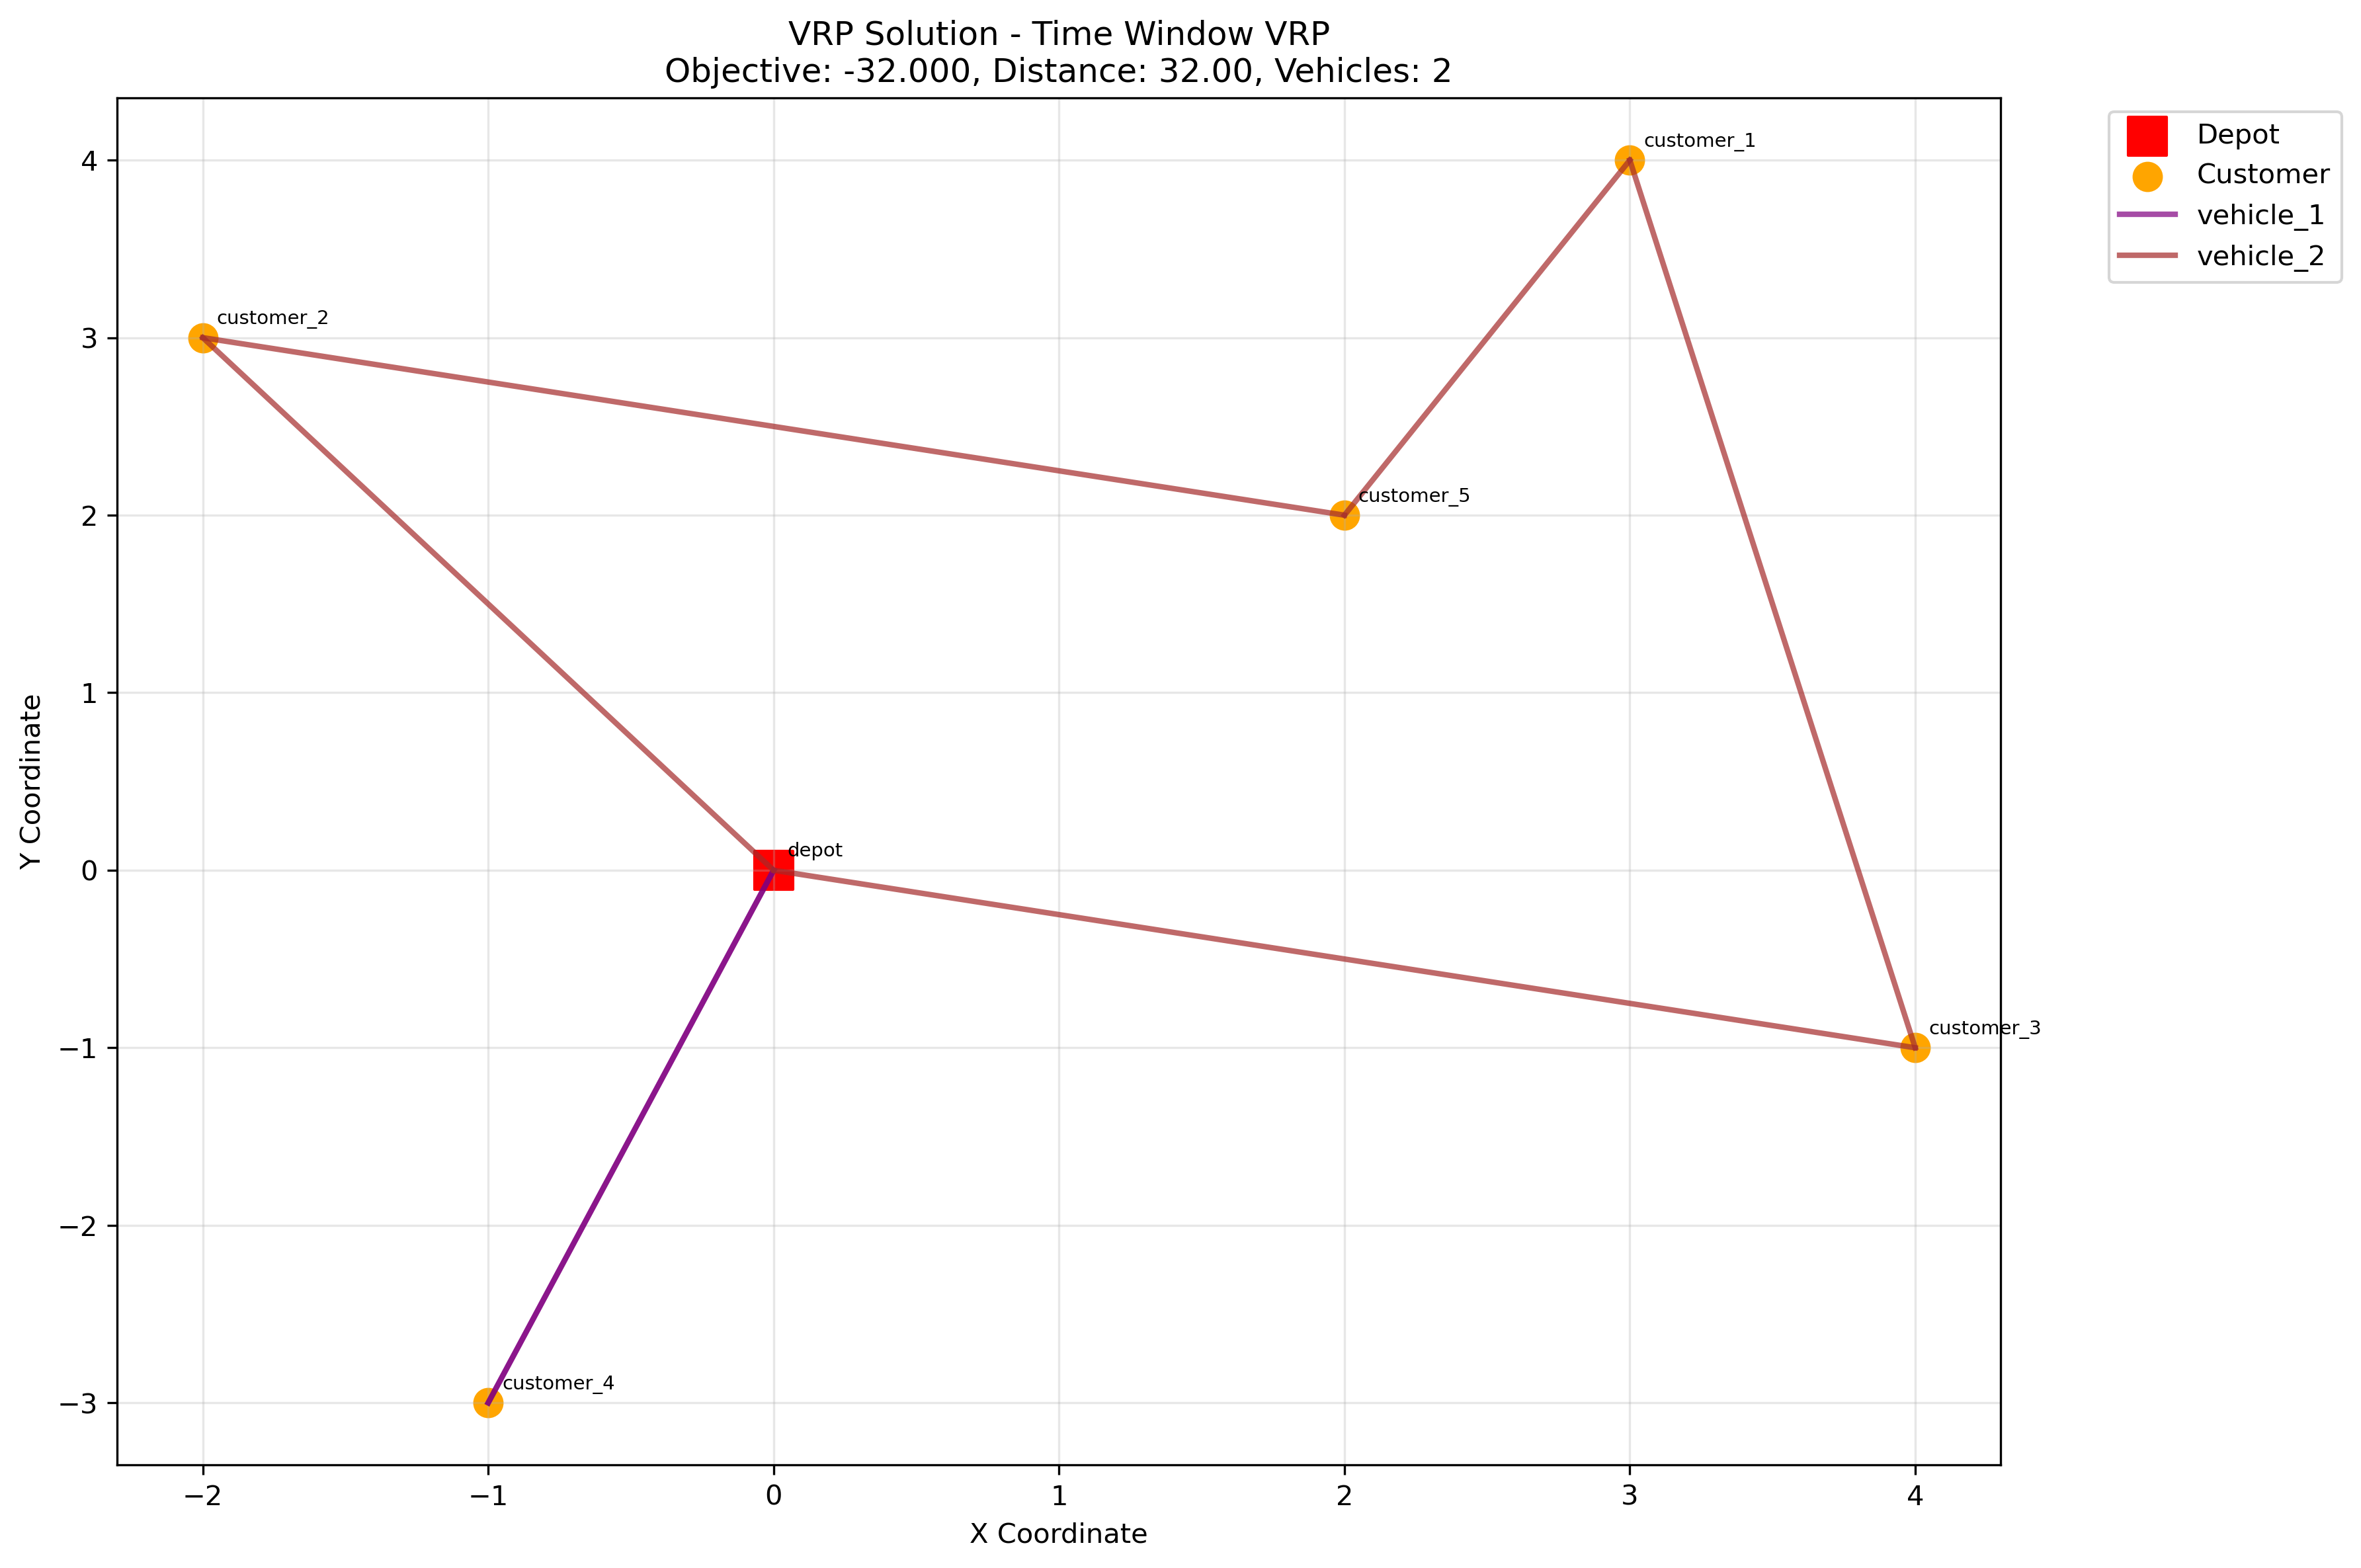 VRP Solution - Time Window VRP
Objective: -32.000, Distance: 32.00, Vehicles: 2
Depot
Customer
vehicle_1
vehicle_2
customer_1
customer_2
customer_5
depot
customer_3
customer_4
4
3
2
1
0
−1
−2
−3
Y Coordinate
−2
−1
0
1
2
3
4
X Coordinate